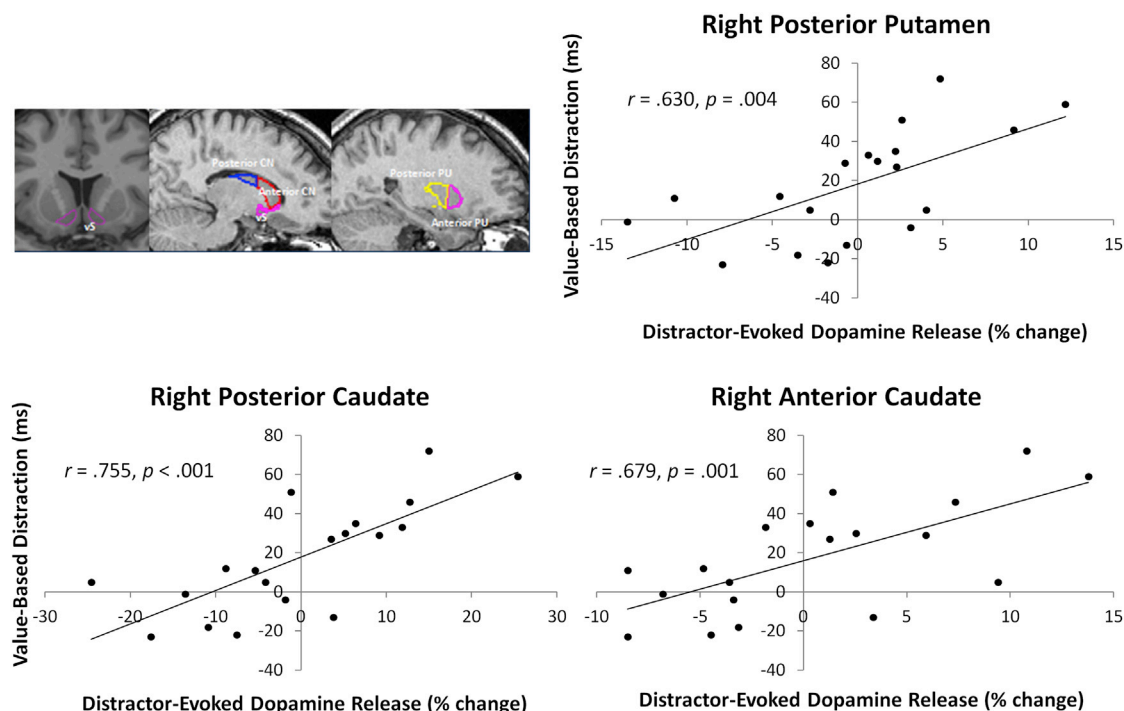 Posterior CN
Anterior CN
vS
vS
Posterior PU
Anterior PU
Right Posterior Putamen
Value-Based Distraction (ms)
r = .630, p = .004
80
60
40
20
0
-20
-40
-15
-10
-5
0
5
10
15
Distractor-Evoked Dopamine Release (% change)
Right Posterior Caudate
Value-Based Distraction (ms)
r = .755, p < .001
80
60
40
20
0
-20
-40
-30
-20
-10
0
10
20
30
Distractor-Evoked Dopamine Release (% change)
Right Anterior Caudate
Value-Based Distraction (ms)
r = .679, p = .001
80
60
40
20
0
-20
-40
-10
-5
0
5
10
15
Distractor-Evoked Dopamine Release (% change)